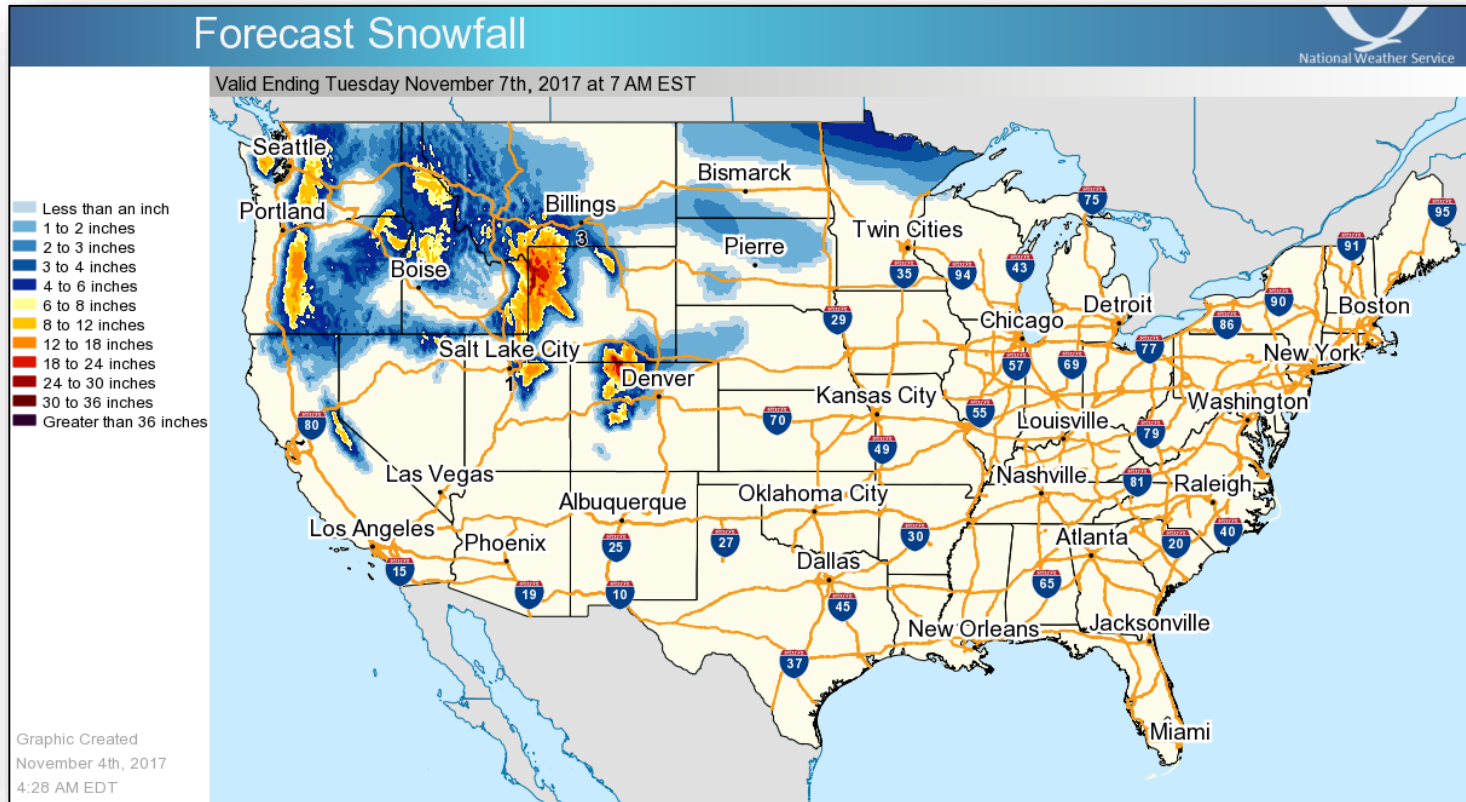 Forecast Snowfall
National Weather Service
Valid Ending Tuesday November 7th, 2017 at 7 AM EST
Less than an inch
1 to 2 inches
2 to 3 inches
3 to 4 inches
4 to 6 inches
6 to 8 inches
8 to 12 inches
12 to 18 inches
18 to 24 inches
24 to 30 inches
30 to 36 inches
Greater than 36 inches
Seattle
Portland
Boise
Billings
3
Bismarck
Pierre
Twin Cities
75
95
91
35
94
43
90
86
Boston
Detroit
Chicago
29
Salt Lake City
1
Denver
57
69
77
New York
80
70
Kansas City
55
Louisville
79
Washington
49
Las Vegas
Albuquerque
Oklahoma City
Nashville
81
Raleigh
Los Angeles
Phoenix
25
27
30
Atlanta
20
40
15
19
10
Dallas
45
65
New Orleans
Jacksonville
37
Miami
Graphic Created
November 4th, 2017
4:28 AM EDT